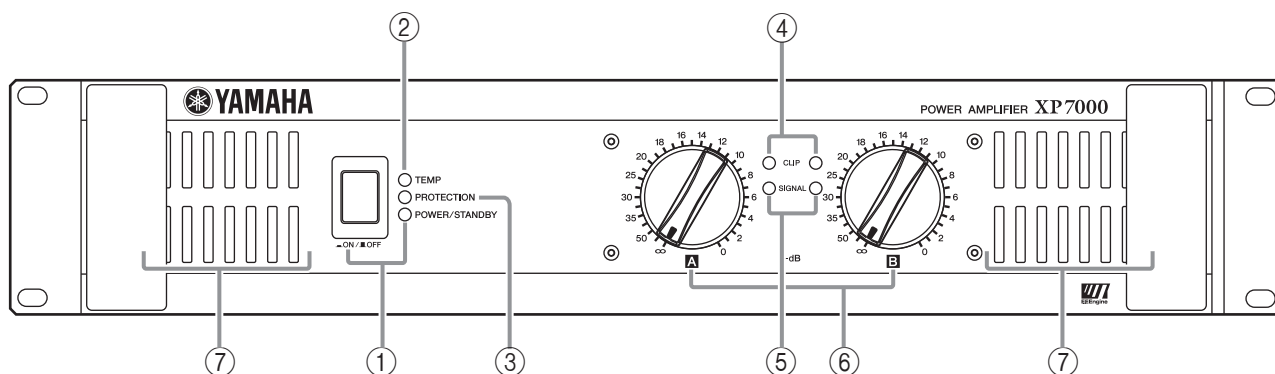 ② ④
YAMAHA
POWER AMPLIFIER XP7000
TEMP
PROTECTION
POWER/STANDBY
ON / OFF
CLIP
SIGNAL
∞ 50 35 30 25 20 18 16 14 12 10 8 6 4 2 0
∞ 50 35 30 25 20 18 16 14 12 10 8 6 4 2 0
A -dB B
EEEngine
⑦ ① ③ ⑤ ⑥ ⑦